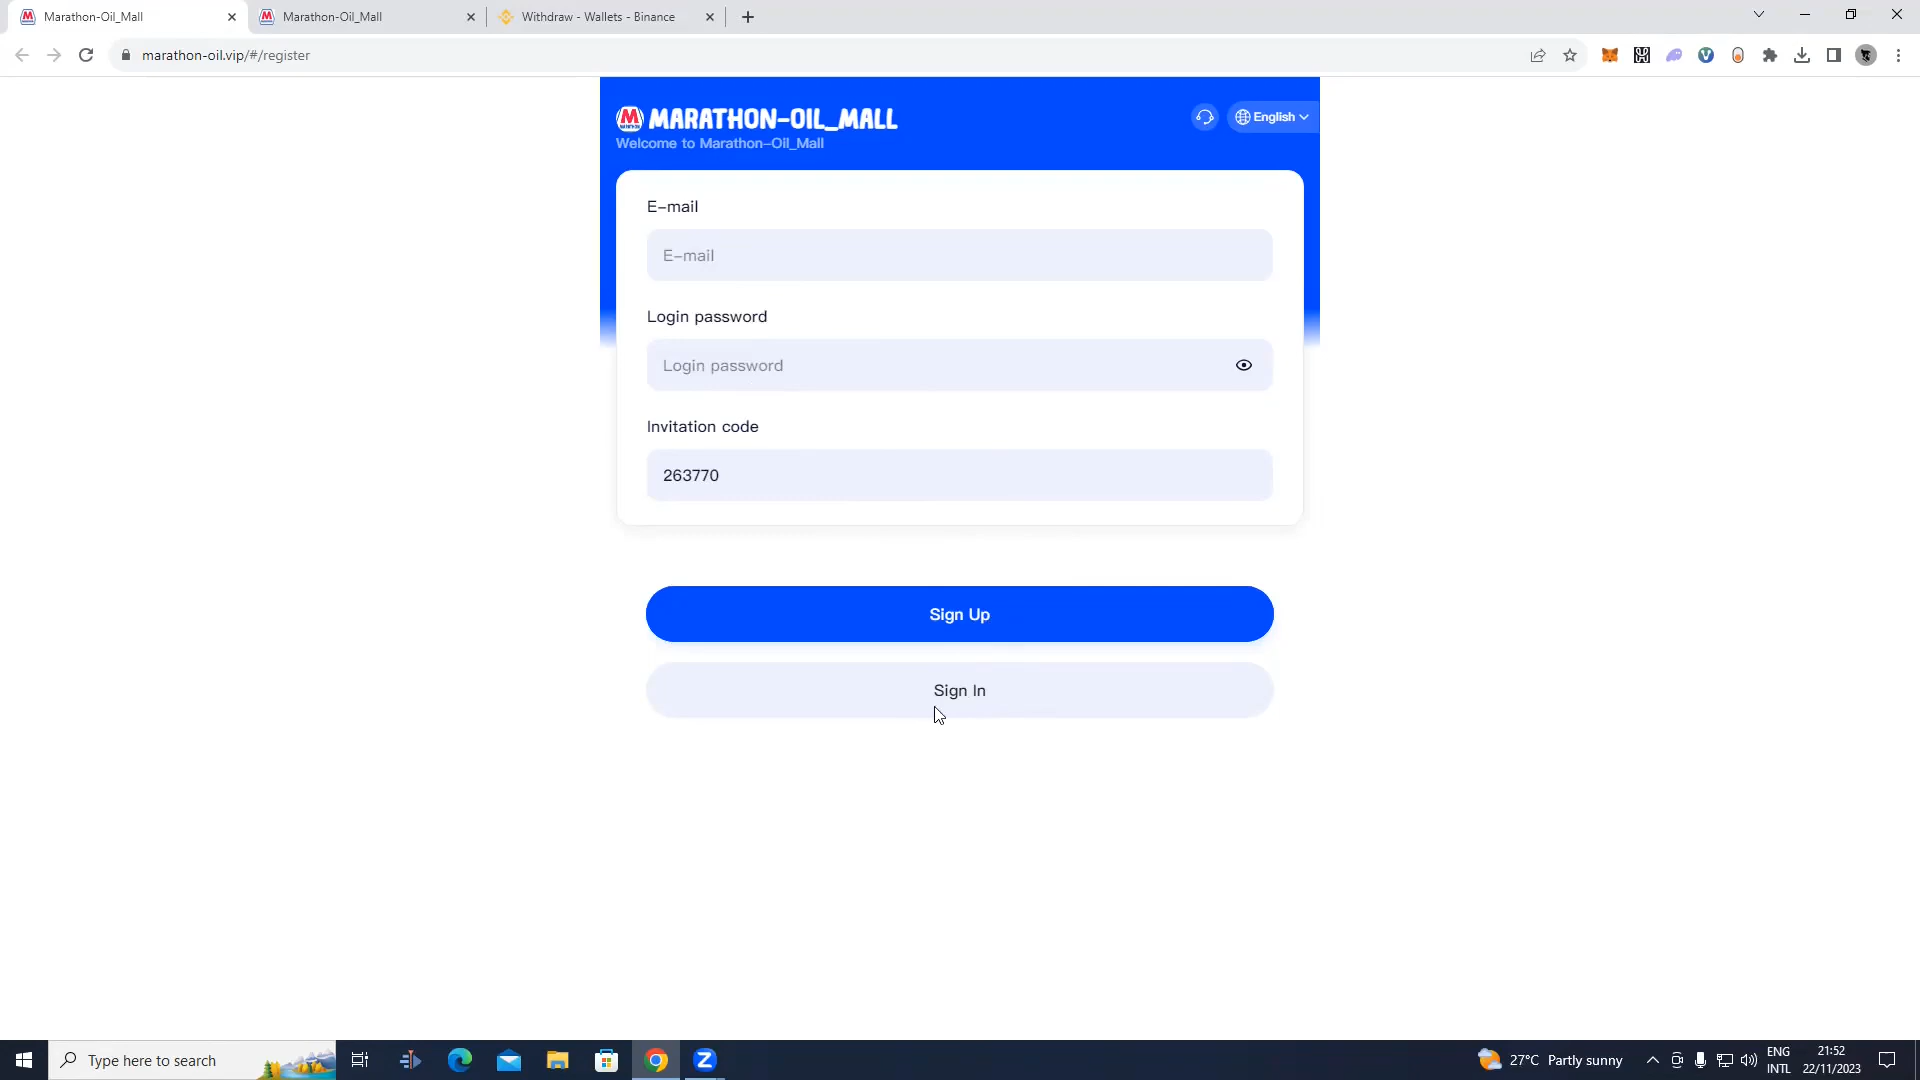 Marathon-Oil_Mall
Marathon-Oil_Mall
Withdraw - Wallets - Binance
marathon-oil.vip/#/register
M MARATHON MARATHON-OIL_MALL
English
Welcome to Marathon-Oil_Mall
E-mail
E-mail
Login password
Login password
Invitation code
263770
Sign Up
Sign In
Type here to search
27°C Partly sunny
ENG
INTL
21:52
22/11/2023